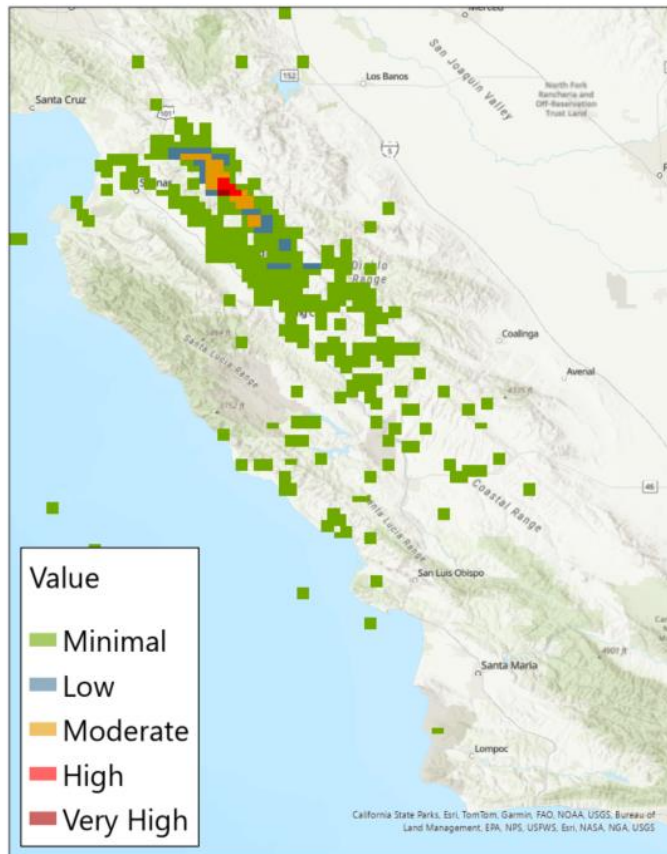 Merced
SAN JOAQUIN VALLEY
152
Los Banos
North Fork
Rancheria and
Off-Reservation
Trust Land
Santa Cruz
101
5
Range
Coalinga
Avenal
Santa Lucia Range
46
Coastal Range
San Luis Obispo
Value
Minimal
Low
Moderate
High
Very High
4901 ft
Santa Maria
Lompoc
California State Parks, Esri, TomTom, Garmin, FAO, NOAA, USGS, Bureau of
Land Management, EPA, NPS, USFWS, Esri, NASA, NGA, USGS